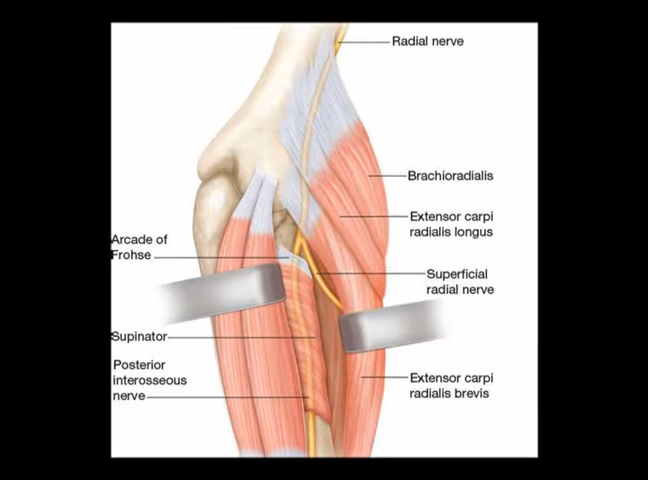 Radial nerve
Brachioradialis
Extensor carpi
radialis longus
Arcade of
Frohse
Superficial
radial nerve
Supinator
Posterior
interosseous
nerve
Extensor carpi
radialis brevis